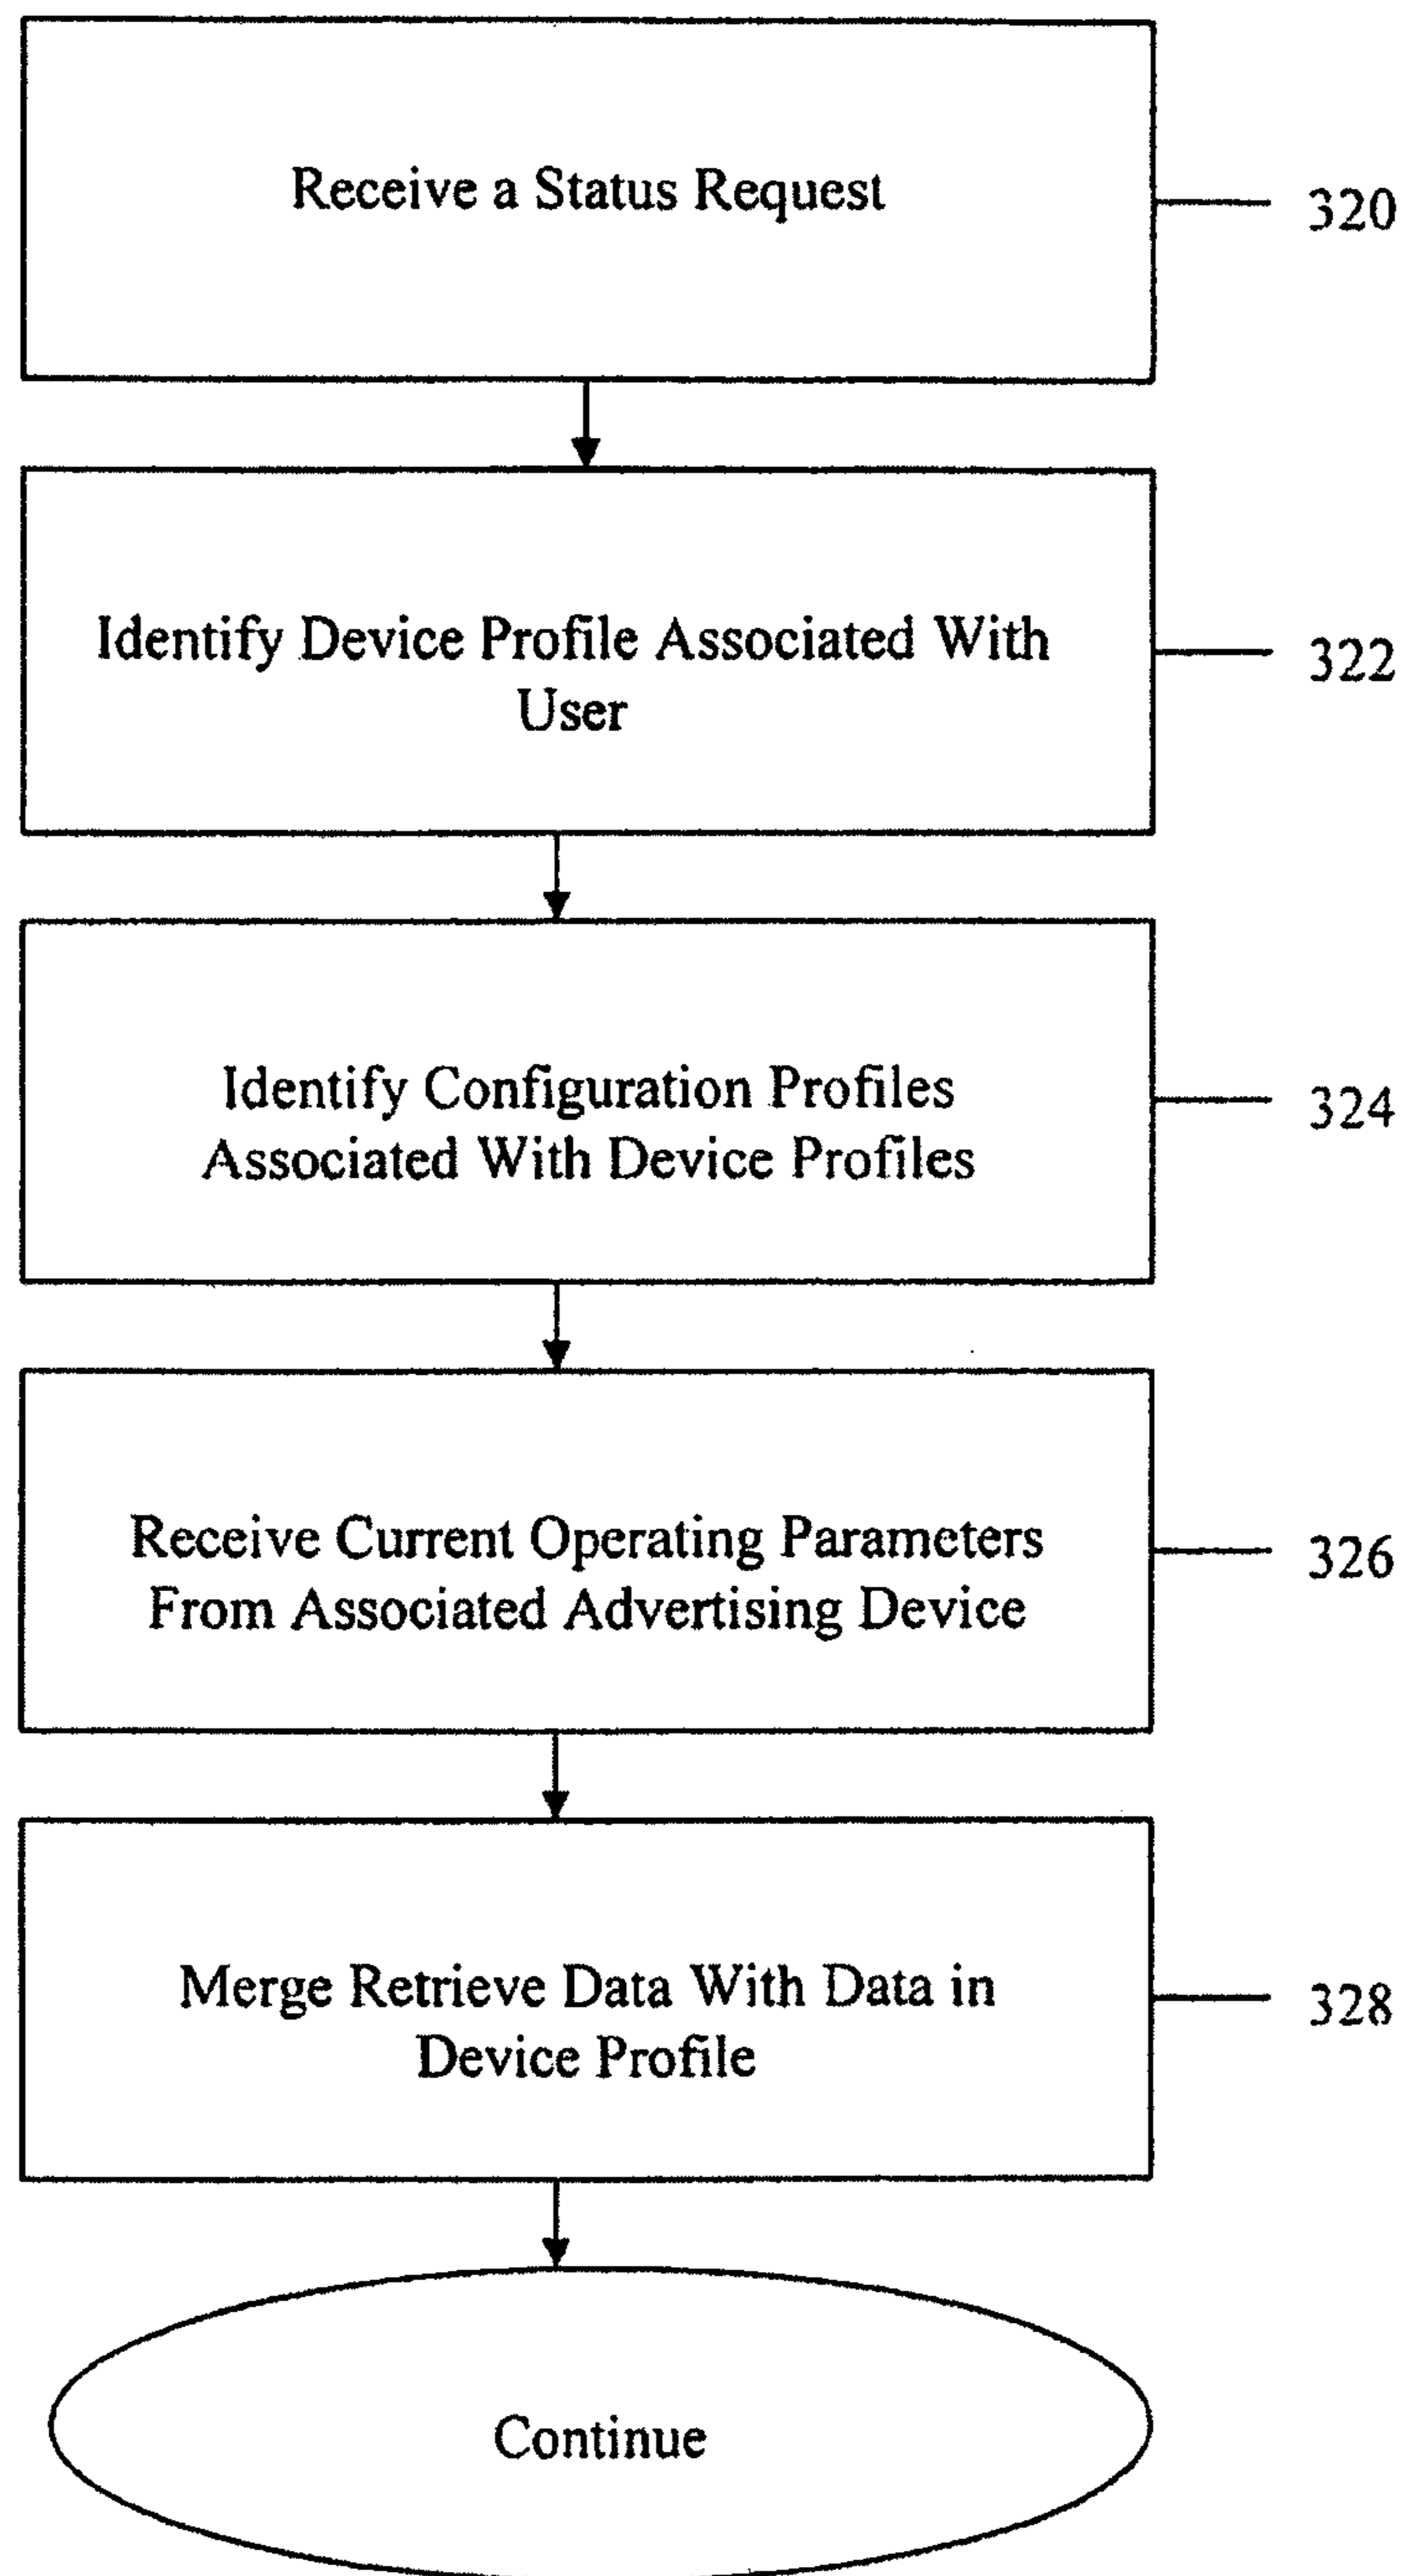 Receive a Status Request
320
Identify Device Profile Associated With
User
322
Identify Configuration Profiles
Associated With Device Profiles
324
Receive Current Operating Parameters
From Associated Advertising Device
326
Merge Retrieve Data With Data in
Device Profile
328
Continue